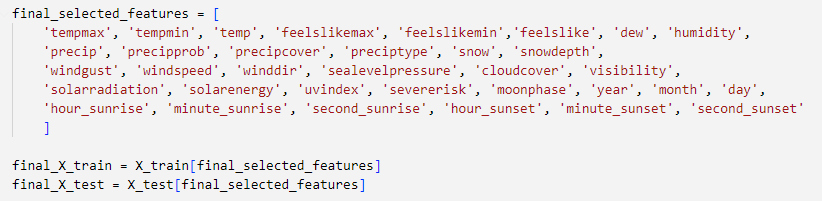 final_selected_features = [
    'tempmax', 'tempmin', 'temp', 'feelslikemax', 'feelslikemin','feelslike', 'dew', 'humidity',
    'precip', 'precipprob', 'precipcover', 'preciptype', 'snow', 'snowdepth',
    'windgust', 'windspeed', 'winddir', 'sealevelpressure', 'cloudcover', 'visibility',
    'solarradiation', 'solarenergy', 'uvindex', 'severerisk', 'moonphase', 'year', 'month', 'day',
    'hour_sunrise', 'minute_sunrise', 'second_sunrise', 'hour_sunset', 'minute_sunset', 'second_sunset'
    ]

final_X_train = X_train[final_selected_features]
final_X_test = X_test[final_selected_features]